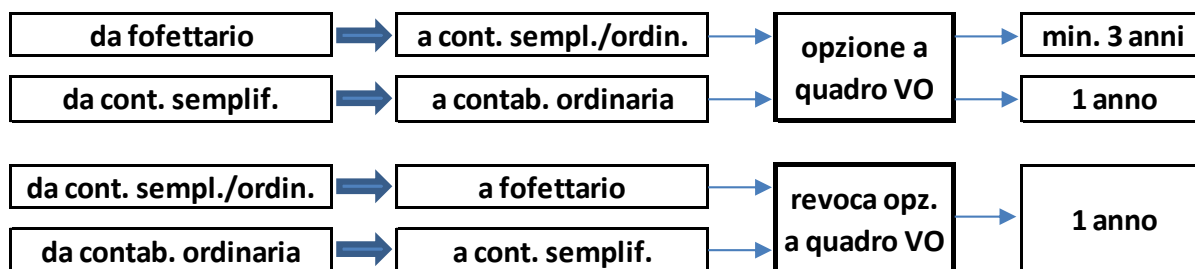 da fofettario a cont. sempl./ordin. opzione a quadro VO min. 3 anni
da cont. semplif. a contab. ordinaria 1 anno
da cont. sempl./ordin. a fofettario revoca opz. a quadro VO 1 anno
da contab. ordinaria a cont. semplif.